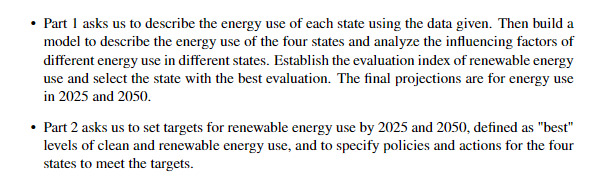 • Part 1 asks us to describe the energy use of each state using the data given. Then build a
model to describe the energy use of the four states and analyze the influencing factors of
different energy use in different states. Establish the evaluation index of renewable energy
use and select the state with the best evaluation. The final projections are for energy use
in 2025 and 2050.
• Part 2 asks us to set targets for renewable energy use by 2025 and 2050, defined as "best"
levels of clean and renewable energy use, and to specify policies and actions for the four
states to meet the targets.